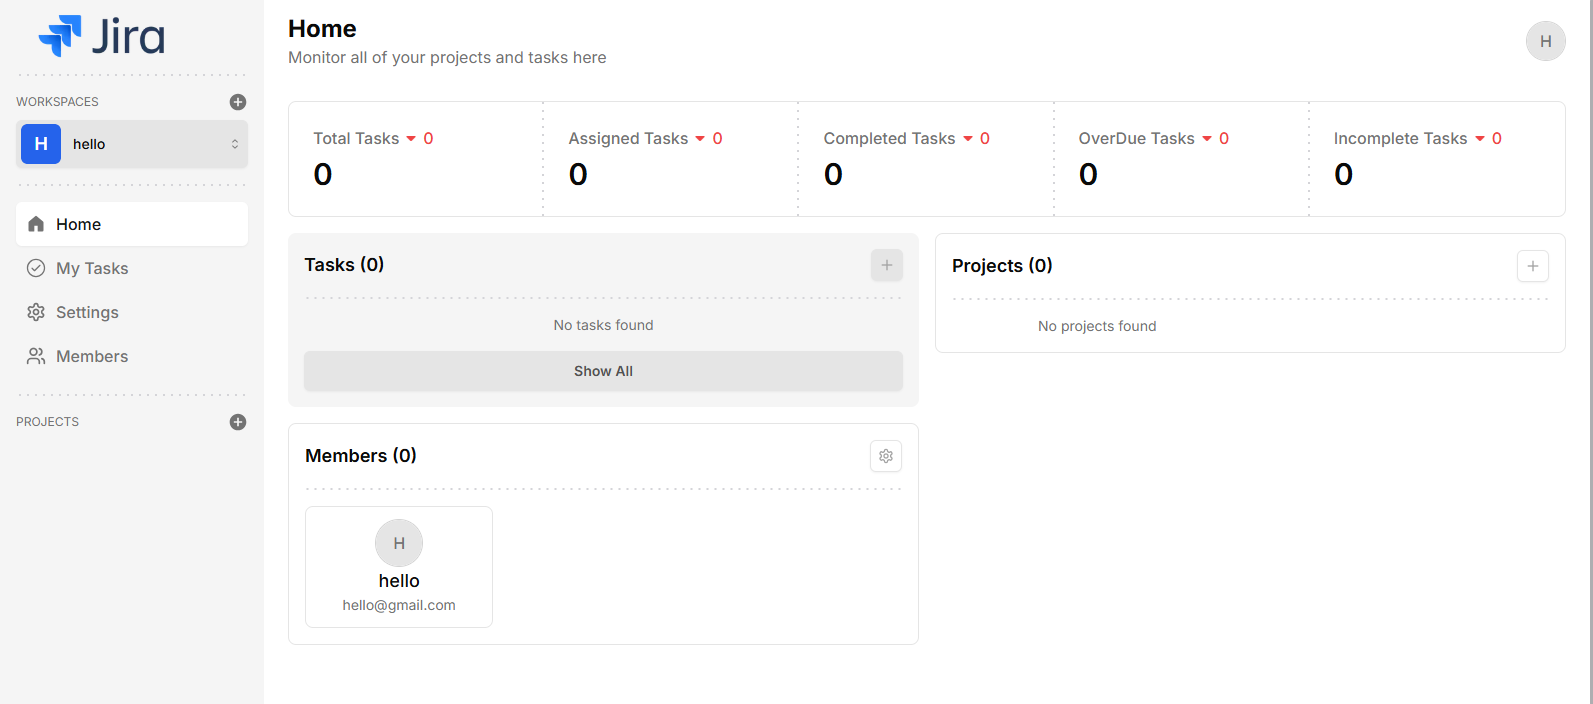 Jira
WORKSPACES
H hello
Home
My Tasks
Settings
Members
PROJECTS
Home
Monitor all of your projects and tasks here
H
Total Tasks 0
0
Assigned Tasks 0
0
Completed Tasks 0
0
OverDue Tasks 0
0
Incomplete Tasks 0
0
Tasks (0)
No tasks found
Show All
Projects (0)
No projects found
Members (0)
H
hello
hello@gmail.com